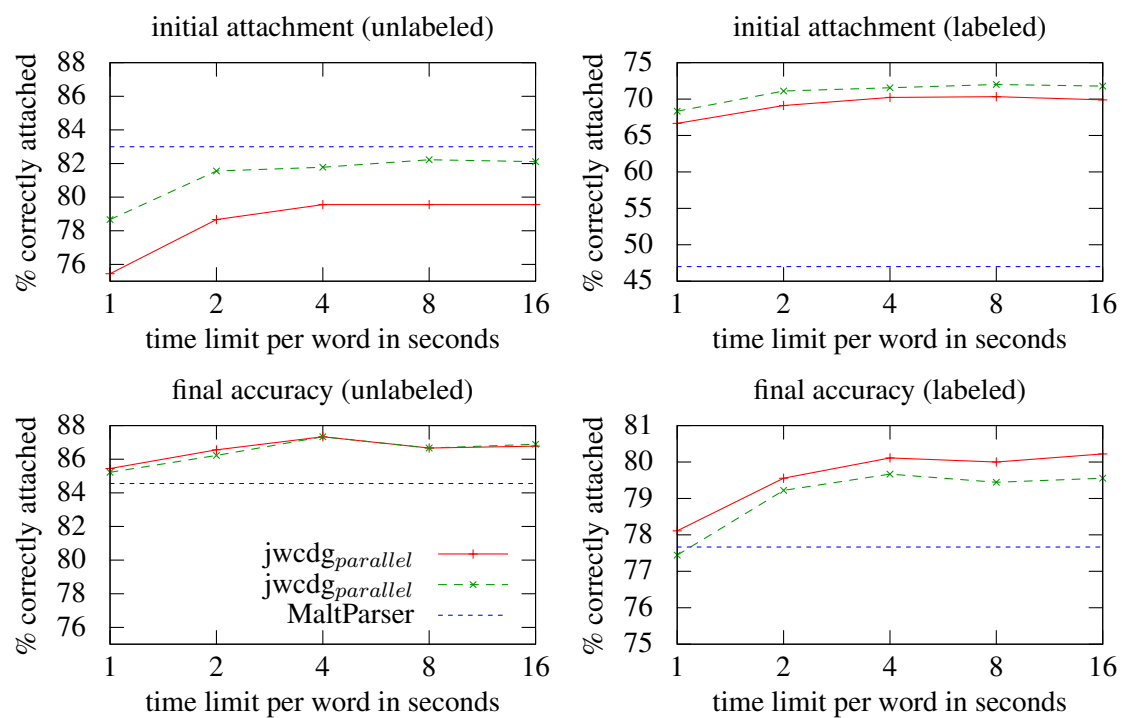 initial attachment (unlabeled)
% correctly attached
88
86
84
82
80
78
76
1 2 4 8 16
time limit per word in seconds
initial attachment (labeled)
% correctly attached
75
70
65
60
55
50
45
1 2 4 8 16
time limit per word in seconds
final accuracy (unlabeled)
% correctly attached
88
86
84
82
80
78
76
jwcdg_parallel
jwcdg_parallel
MaltParser
1 2 4 8 16
time limit per word in seconds
final accuracy (labeled)
% correctly attached
81
80
79
78
77
76
75
1 2 4 8 16
time limit per word in seconds